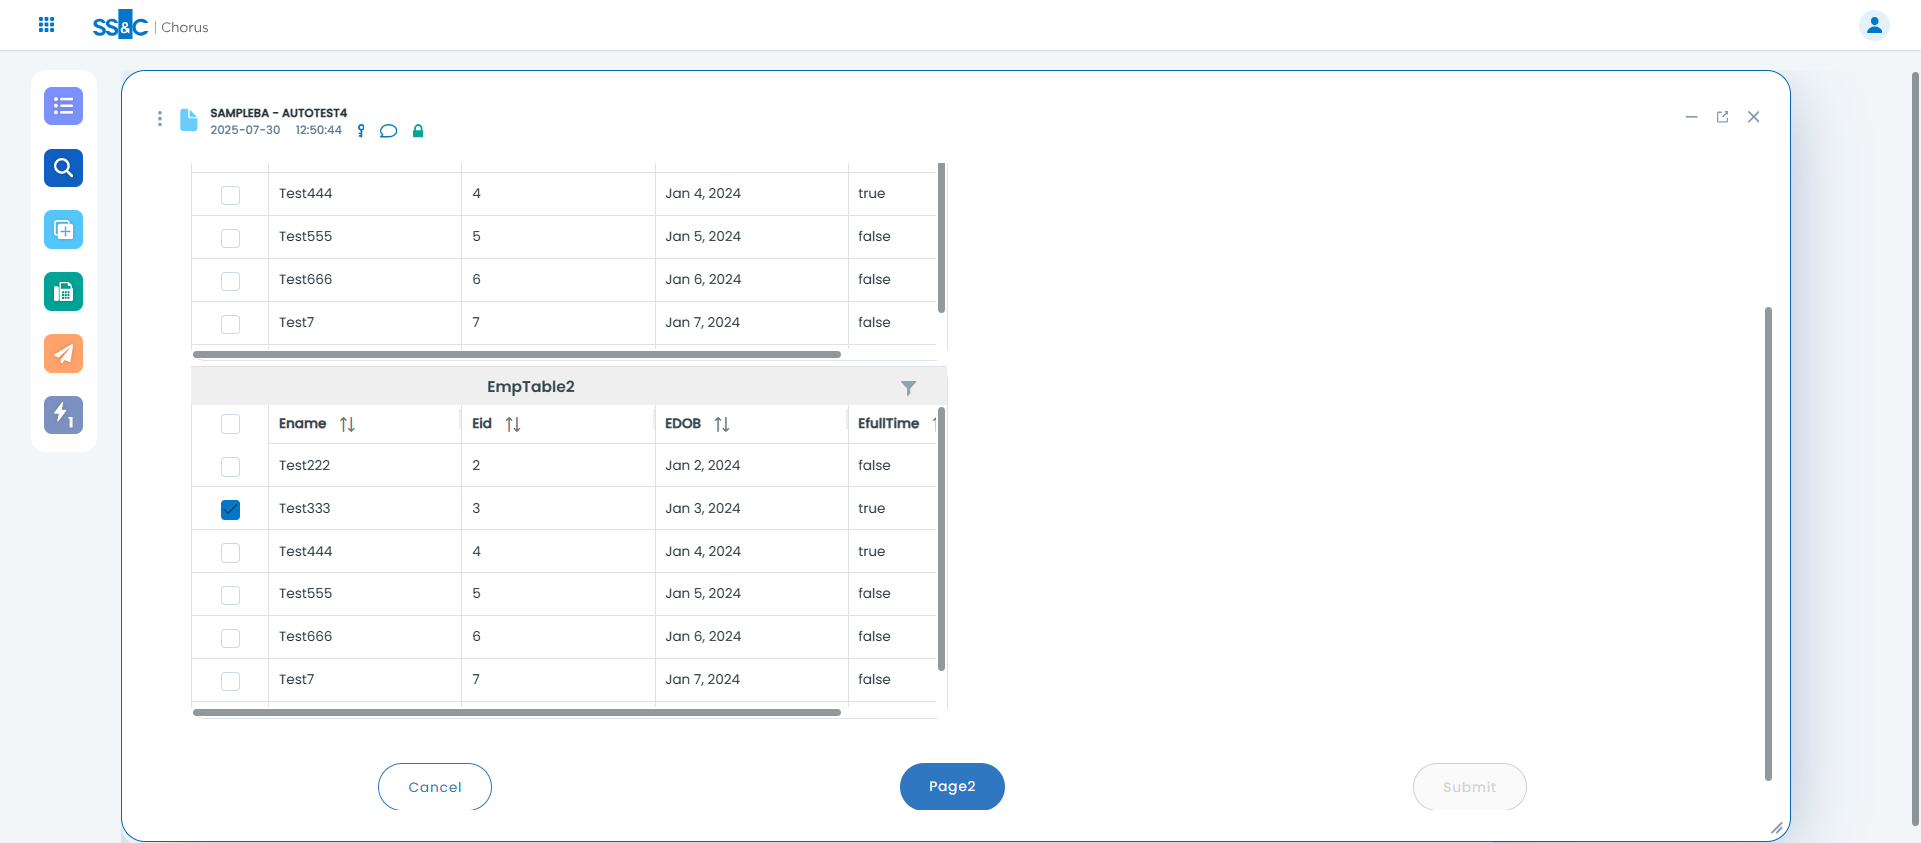 SS&C | Chorus
SAMPLEBA - AUTOTEST4
2025-07-30 12:50:44
Test444 4 Jan 4, 2024 true
Test555 5 Jan 5, 2024 false
Test666 6 Jan 6, 2024 false
Test7 7 Jan 7, 2024 false
EmpTable2
Ename Eid EDOB EfullTime
Test222 2 Jan 2, 2024 false
Test333 3 Jan 3, 2024 true
Test444 4 Jan 4, 2024 true
Test555 5 Jan 5, 2024 false
Test666 6 Jan 6, 2024 false
Test7 7 Jan 7, 2024 false
1
Cancel Page2 Submit